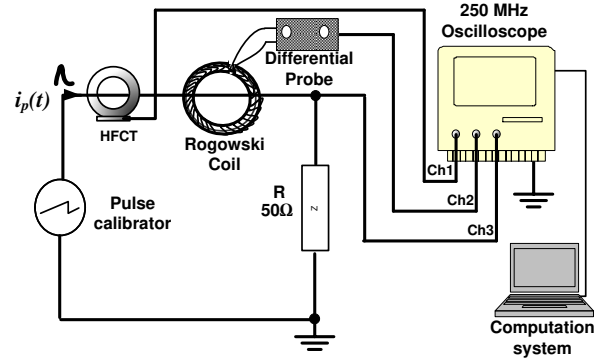 250 MHz
Oscilloscope
Differential
Probe
i_p(t)
HFCT
Rogowski
Coil
Ch1
Ch2
Ch3
Pulse
calibrator
R
50Ω
Z
Computation
system